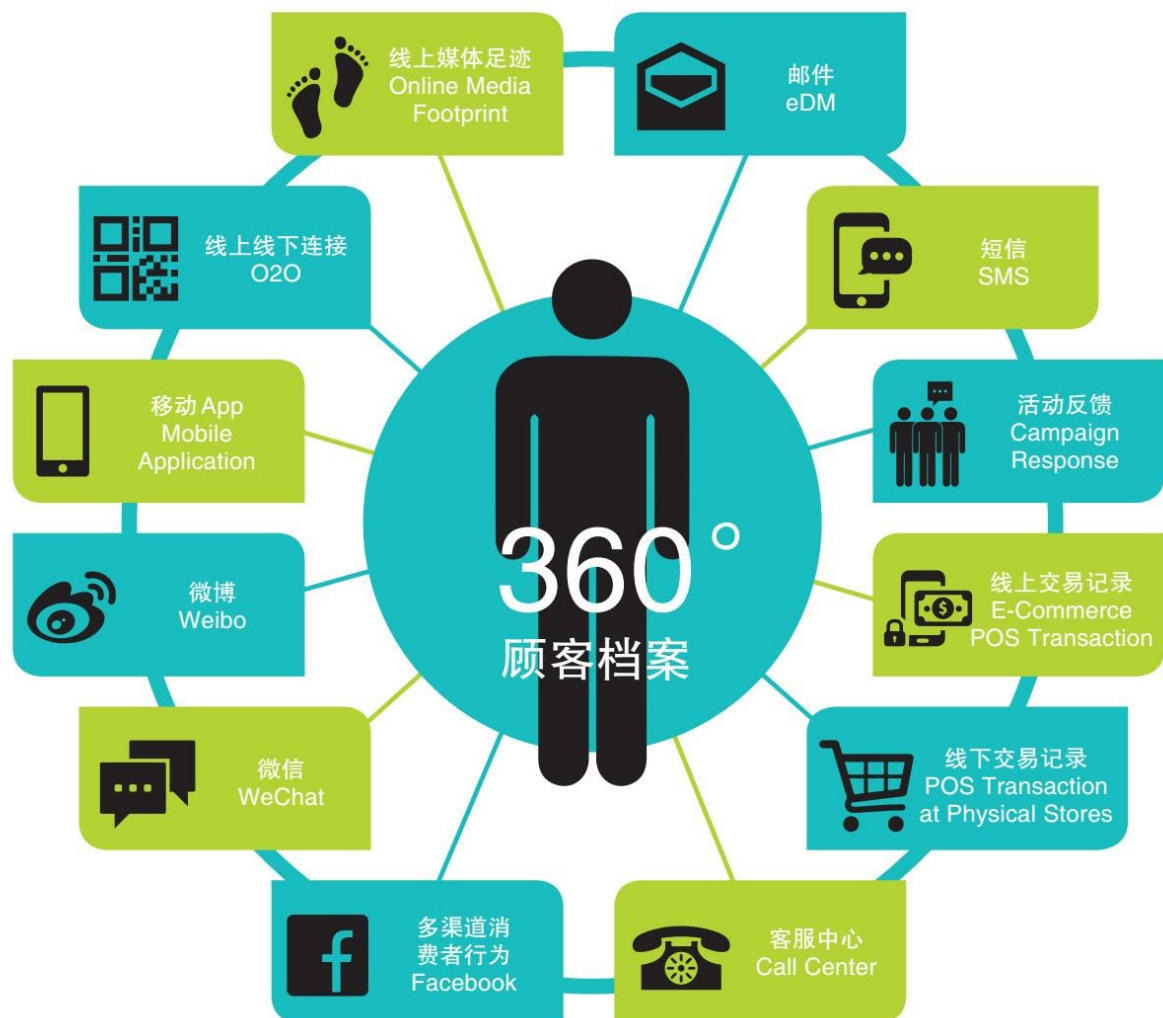 线上媒体足迹
Online Media
Footprint
邮件
eDM
线上线下连接
O2O
短信
SMS
移动App
Mobile
Application
活动反馈
Campaign
Response
360°
顾客档案
微博
Weibo
线上交易记录
E-Commerce
POS Transaction
微信
WeChat
线下交易记录
POS Transaction
at Physical Stores
多渠道消
费者行为
Facebook
客服中心
Call Center